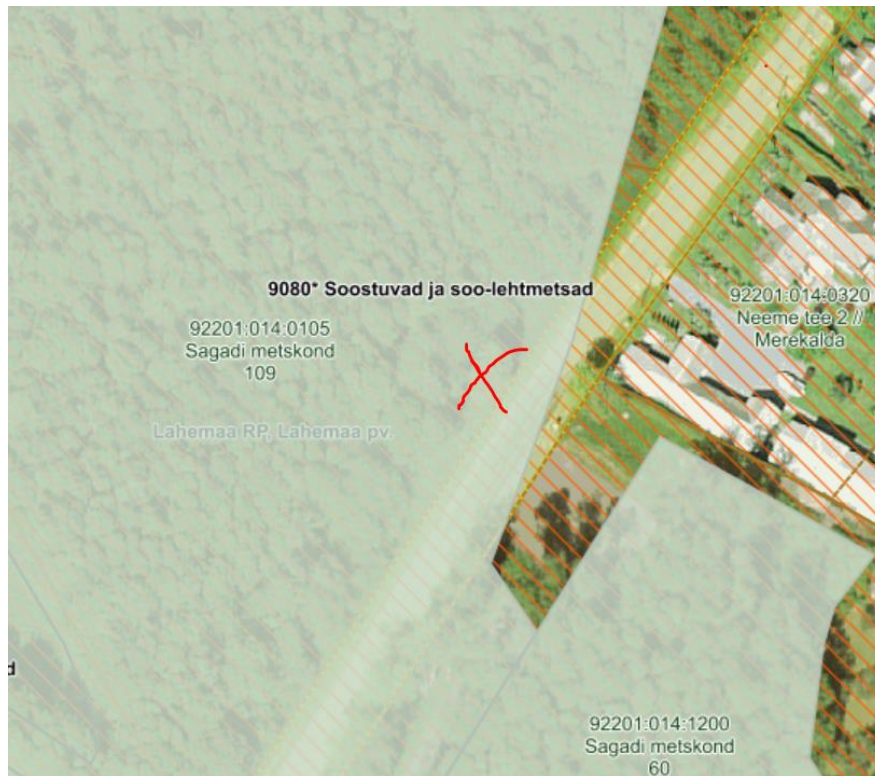 9080* Soostuvad ja soo-lehtmetsad
92201:014:0105
Sagadi metskond
109
Lahemaa RP, Lahemaa pv.
92201:014:0320
Neeme tee 2 //
Merekalda
d
92201:014:1200
Sagadi metskond
60